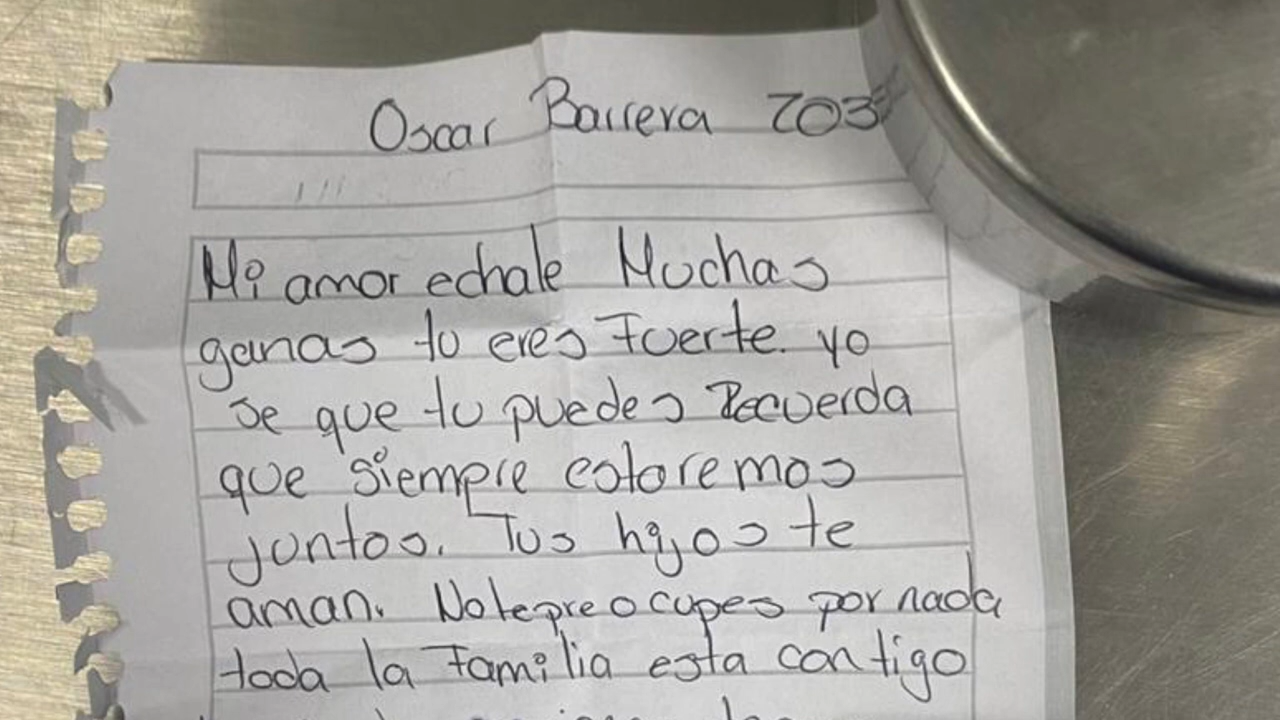 Oscar Barrera 703
Mi amor echale Muchas
ganas tu eres Fuerte. yo
se que tu puedes Recuerda
que siempre estaremos
juntos. Tus hijos te
aman. No te preocupes por nada
toda la Familia esta contigo